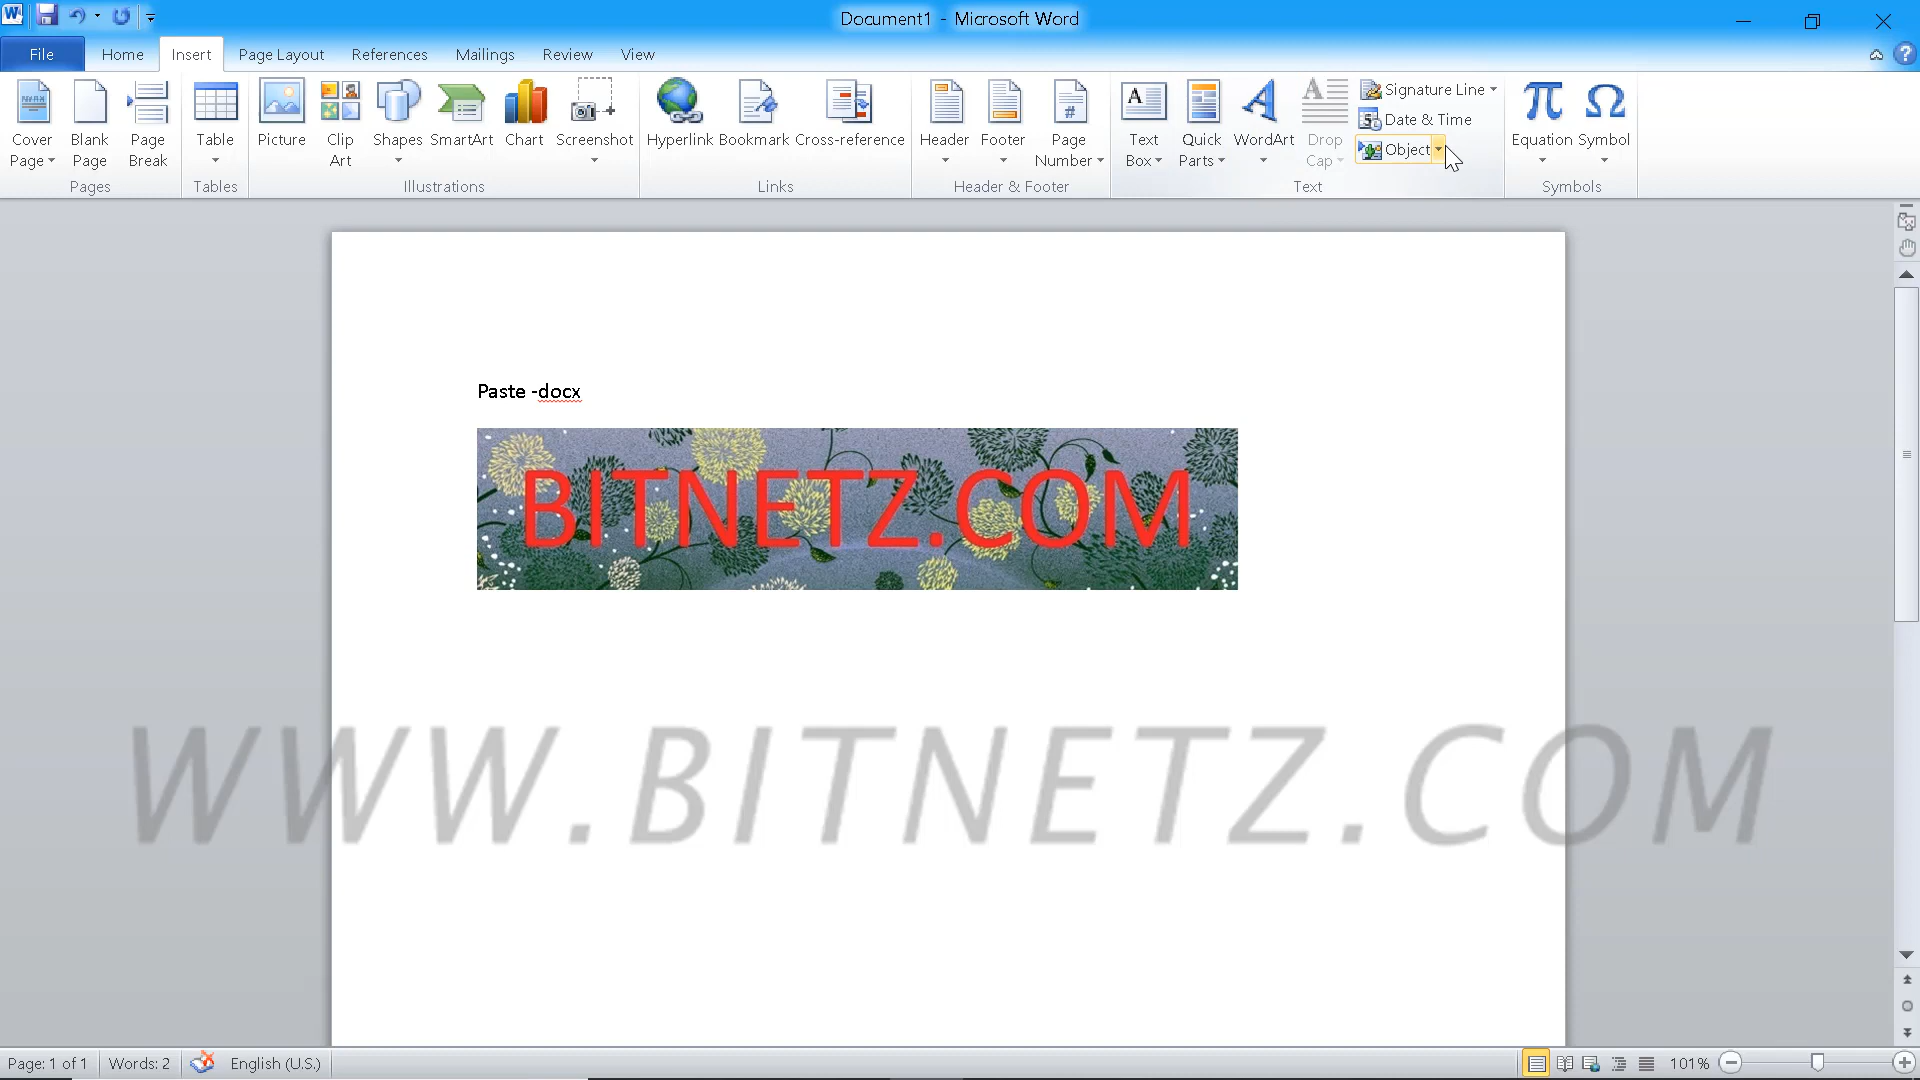 Document1 - Microsoft Word
File Home Insert Page Layout References Mailings Review View
Cover Page
Blank Page
Page Break
Pages
Table
Tables
Picture
Clip Art
Shapes
SmartArt
Chart
Screenshot
Illustrations
Hyperlink
Bookmark
Cross-reference
Links
Header
Footer
Page Number
Header & Footer
Text Box
Quick Parts
WordArt
Drop Cap
Signature Line
Date & Time
Object
Text
Equation
Symbol
Symbols
Paste -docx
BITNETZ.COM
WWW.BITNETZ.COM
Page: 1 of 1 Words: 2 English (U.S.) 101%